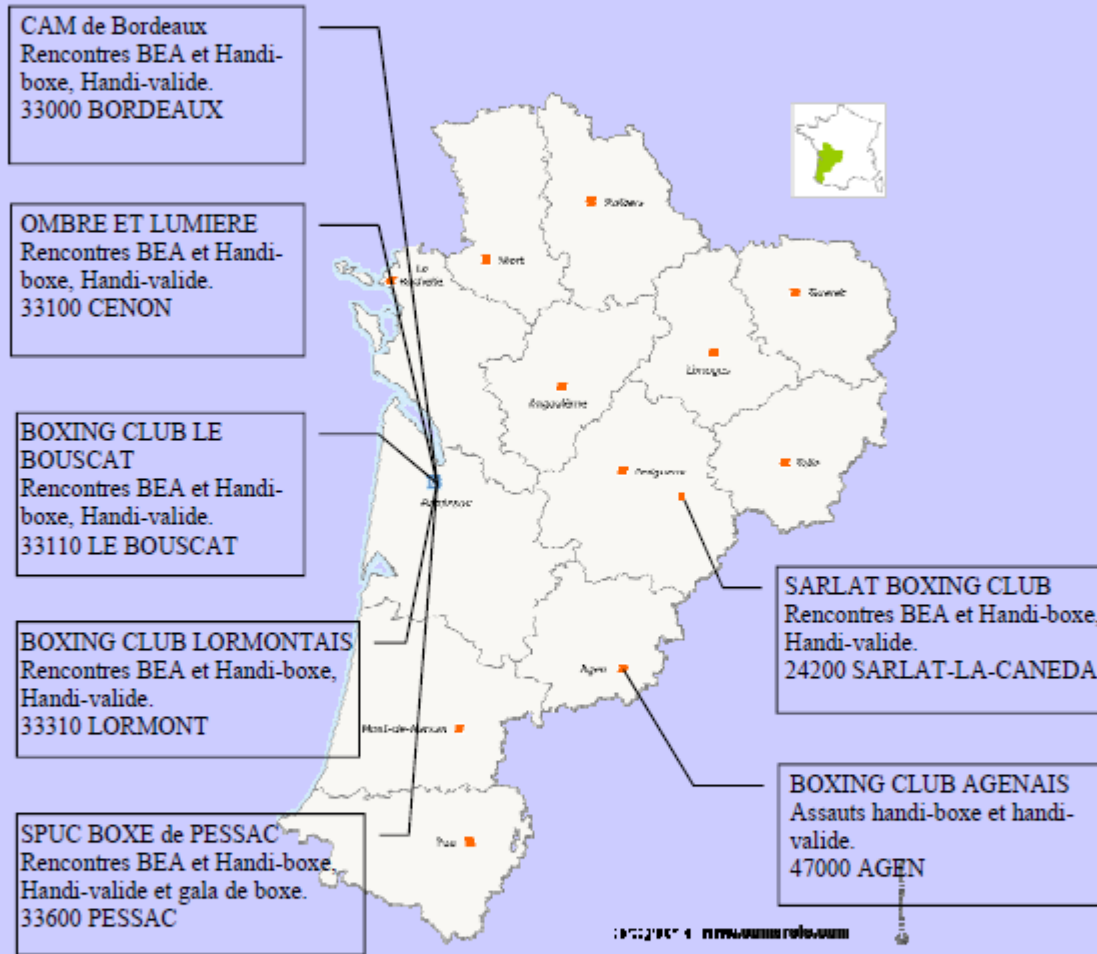 CAM de Bordeaux
Rencontres BEA et Handi-
boxe, Handi-valide.
33000 BORDEAUX
OMBRE ET LUMIERE
Rencontres BEA et Handi-
boxe, Handi-valide.
33100 CENON
BOXING CLUB LE
BOUSCAT
Rencontres BEA et Handi-
boxe, Handi-valide.
33110 LE BOUSCAT
BOXING CLUB LORMONTAIS
Rencontres BEA et Handi-boxe,
Handi-valide.
33310 LORMONT
SPUC BOXE de PESSAC
Rencontres BEA et Handi-boxe,
Handi-valide et gala de boxe.
33600 PESSAC
Poitiers
Niort
La
Rochelle
Limoges
Angoulême
Périgueux
Tulle
Agen
Mont-de-Marsan
Pau
SARLAT BOXING CLUB
Rencontres BEA et Handi-boxe,
Handi-valide.
24200 SARLAT-LA-CANEDA
BOXING CLUB AGENAIS
Assauts handi-boxe et handi-
valide.
47000 AGEN